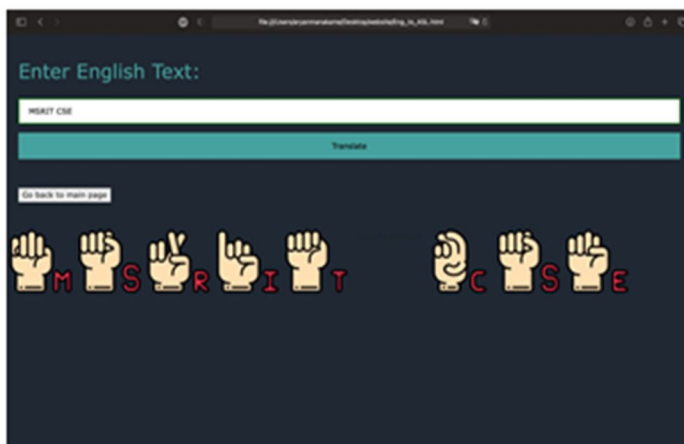 Enter English Text:
MSRIT CSE
Translate
Go back to main page
M S R I T C S E